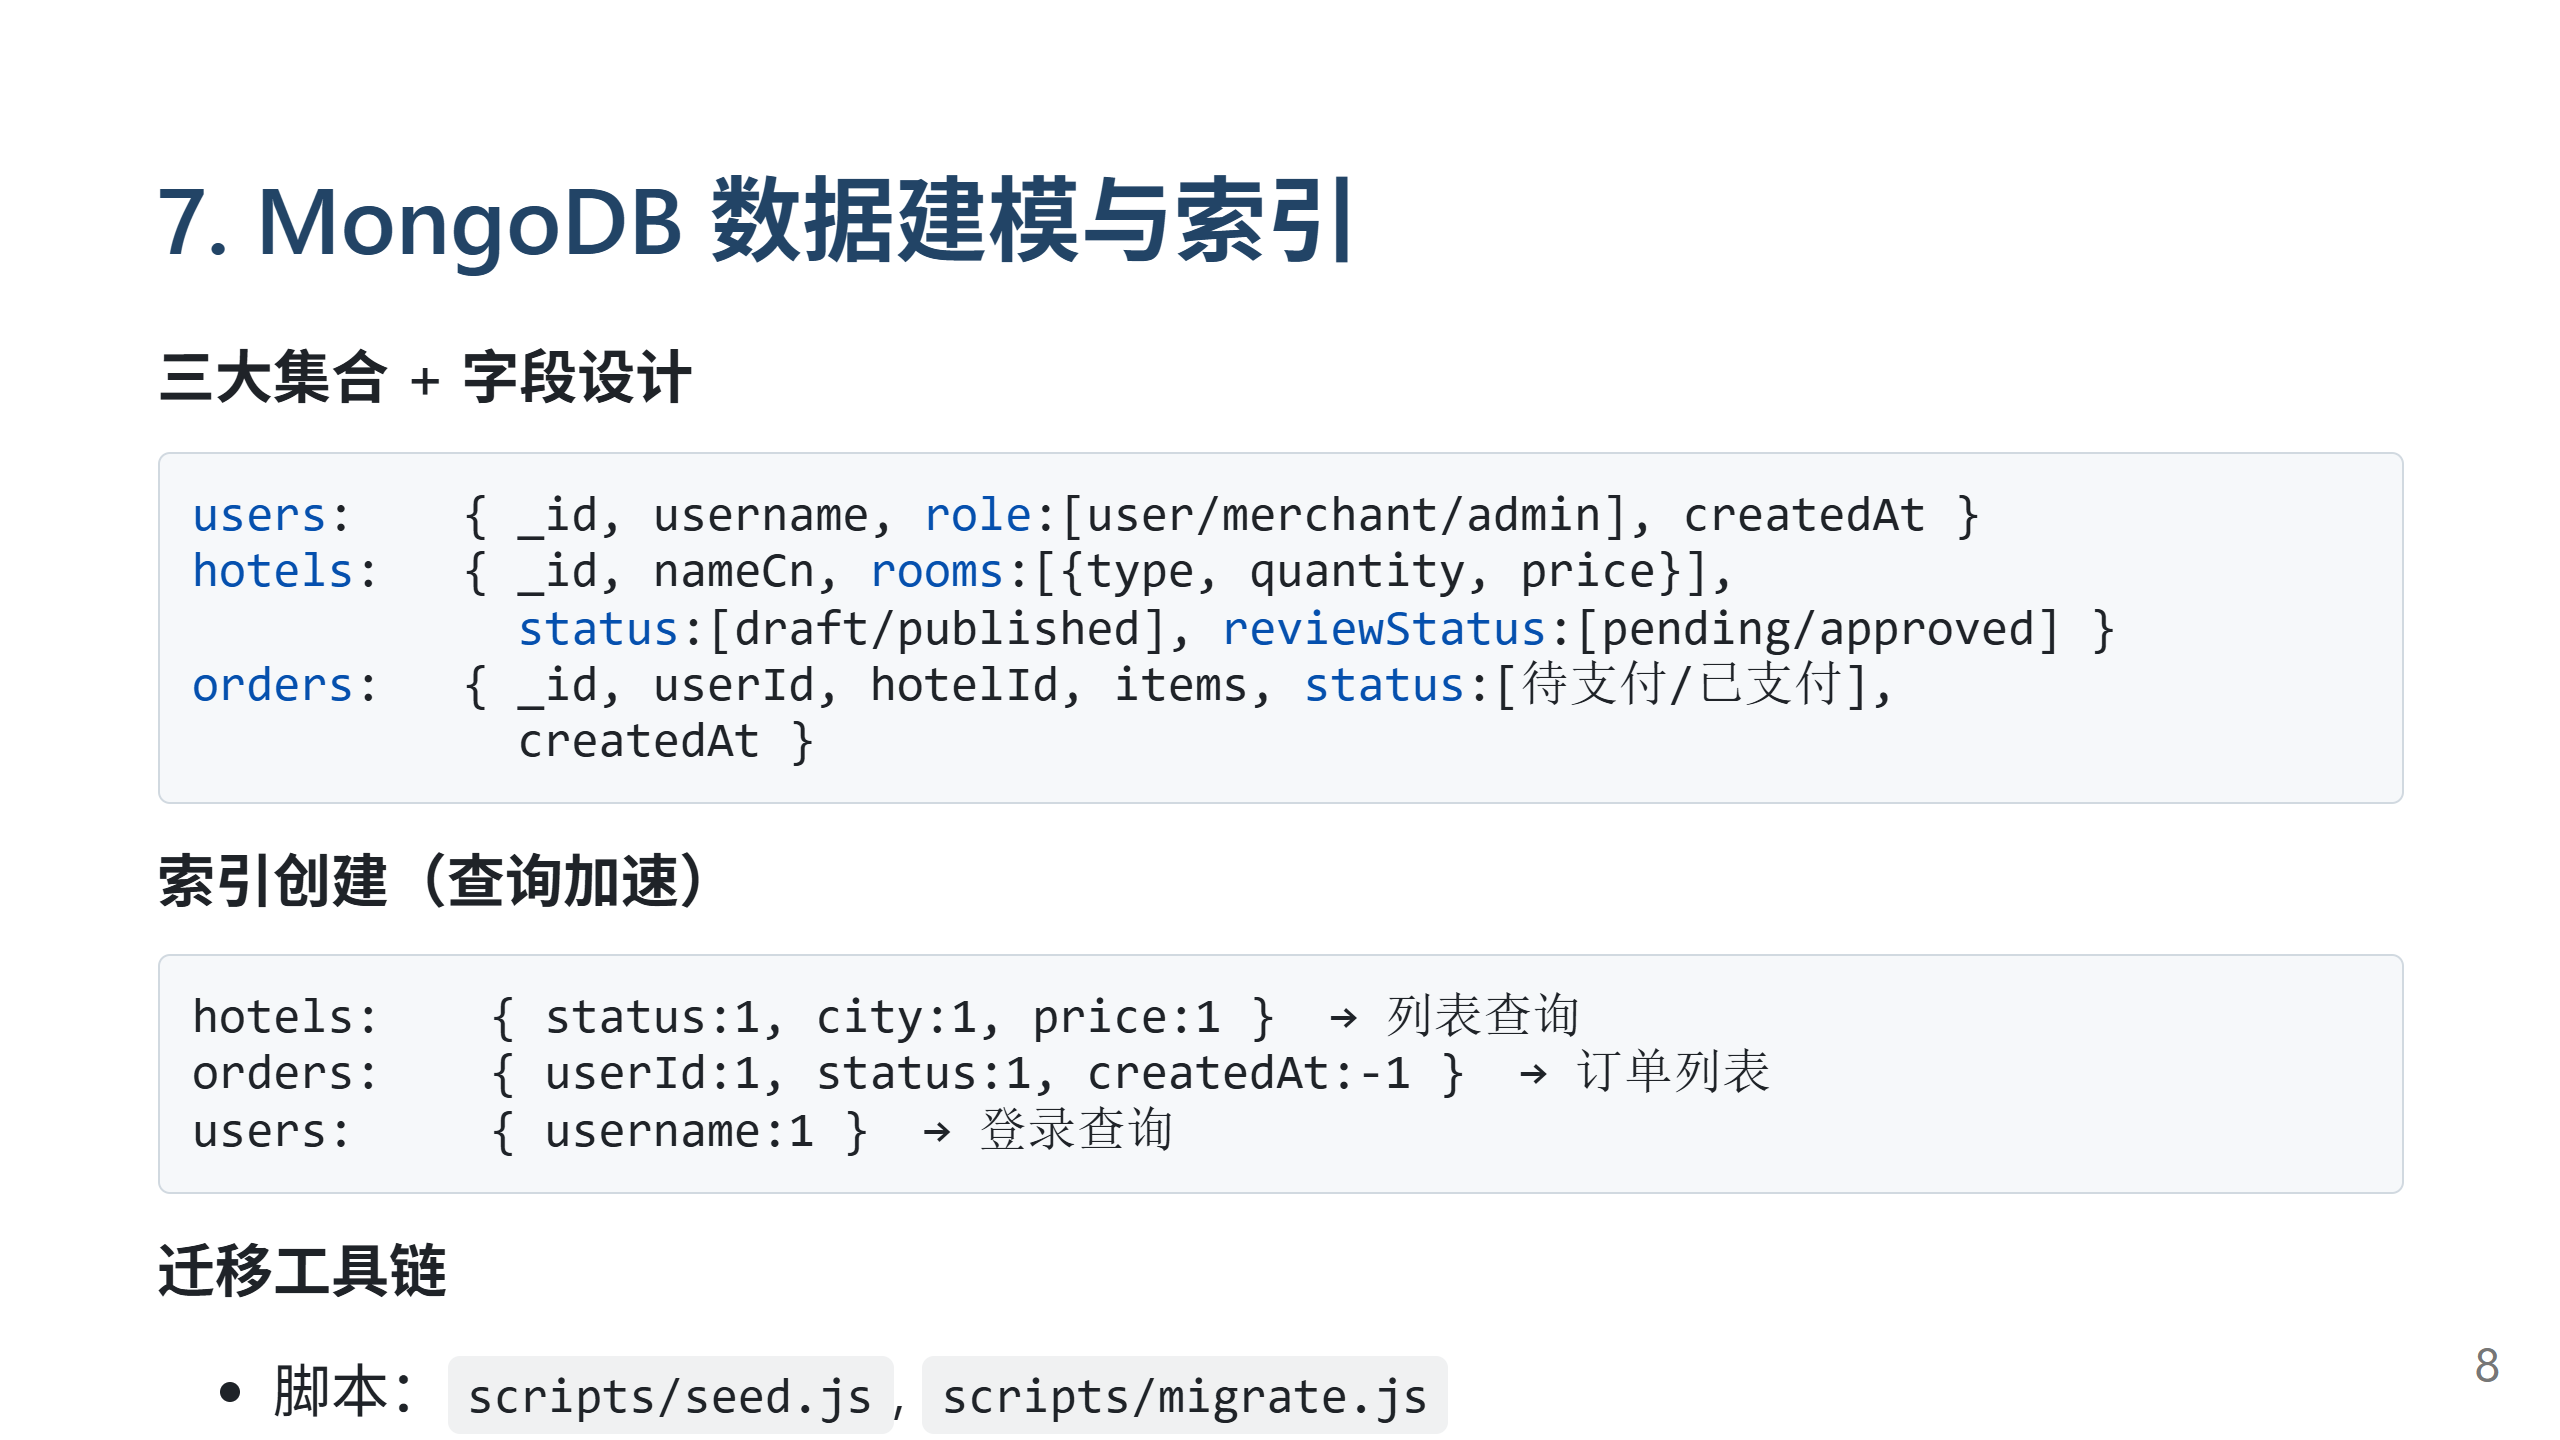 7. MongoDB 数据建模与索引
三大集合 + 字段设计
users:    { _id, username, role:[user/merchant/admin], createdAt }
hotels:   { _id, nameCn, rooms:[{type, quantity, price}],
            status:[draft/published], reviewStatus:[pending/approved] }
orders:   { _id, userId, hotelId, items, status:[待支付/已支付],
            createdAt }
索引创建（查询加速）
hotels:    { status:1, city:1, price:1 }  → 列表查询
orders:    { userId:1, status:1, createdAt:-1 }  → 订单列表
users:     { username:1 }  → 登录查询
迁移工具链
• 脚本：scripts/seed.js, scripts/migrate.js
8